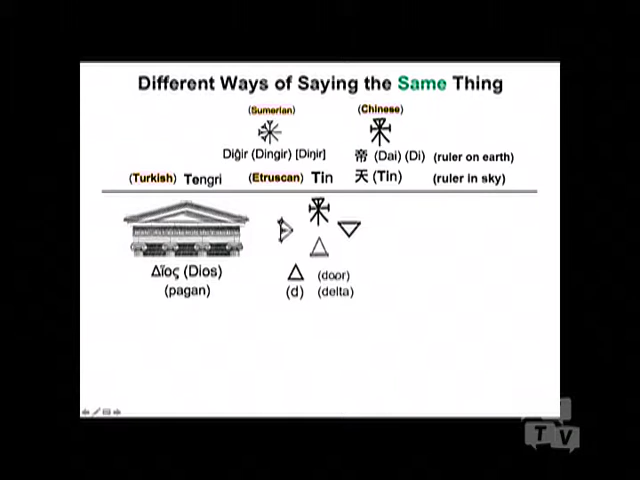 Different Ways of Saying the Same Thing
(Sumerian) (Chinese)
Diĝir (Dingir) [Diŋir] 帝 (Dai) (Di) (ruler on earth)
(Turkish) Tengri (Etruscan) Tin 天 (Tin) (ruler in sky)
Δῖος (Dios) Δ (door)
(pagan) (d) (delta)
TV